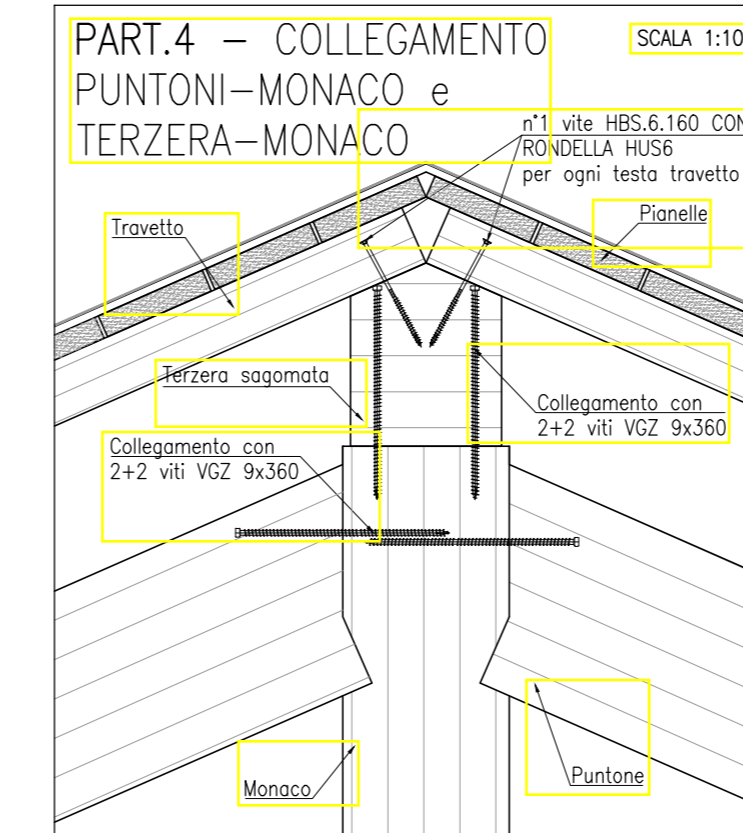 PART.4 – COLLEGAMENTO
PUNTONI–MONACO e
TERZERA–MONACO
SCALA 1:10
n°1 vite HBS.6.160 CON
RONDELLA HUS6
per ogni testa travetto
Travetto
Pianelle
Terzera sagomata
Collegamento con
2+2 viti VGZ 9x360
Collegamento con
2+2 viti VGZ 9x360
Monaco
Puntone